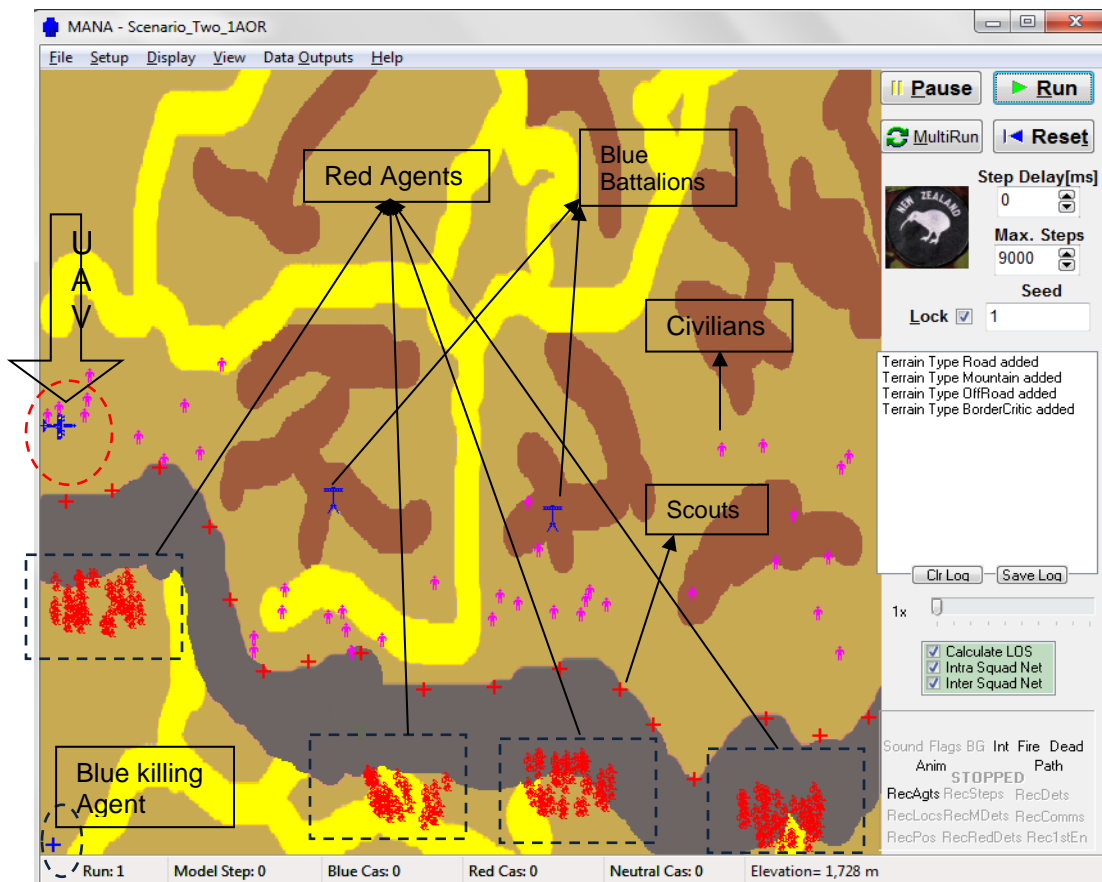 MANA - Scenario_Two_1AOR
File Setup Display View Data Outputs Help
Pause
Run
MultiRun
Reset
Step Delay[ms]
0
NEW ZEALAND
Max. Steps
9000
Seed
Lock
1
Red Agents
Blue
Battalions
U
A
V
Civilians
Scouts
Blue killing
Agent
Terrain Type Road added
Terrain Type Mountain added
Terrain Type OffRoad added
Terrain Type BorderCritic added
Clr Log
Save Log
1x
Calculate LOS
Intra Squad Net
Inter Squad Net
Sound Flags BG Int Fire Dead
Anim Path
STOPPED
RecAgts RecSteps RecDets
RecLocs RecMDets RecComms
RecPos RecRedDets Rec1stEn
Run: 1 Model Step: 0 Blue Cas: 0 Red Cas: 0 Neutral Cas: 0 Elevation= 1,728 m